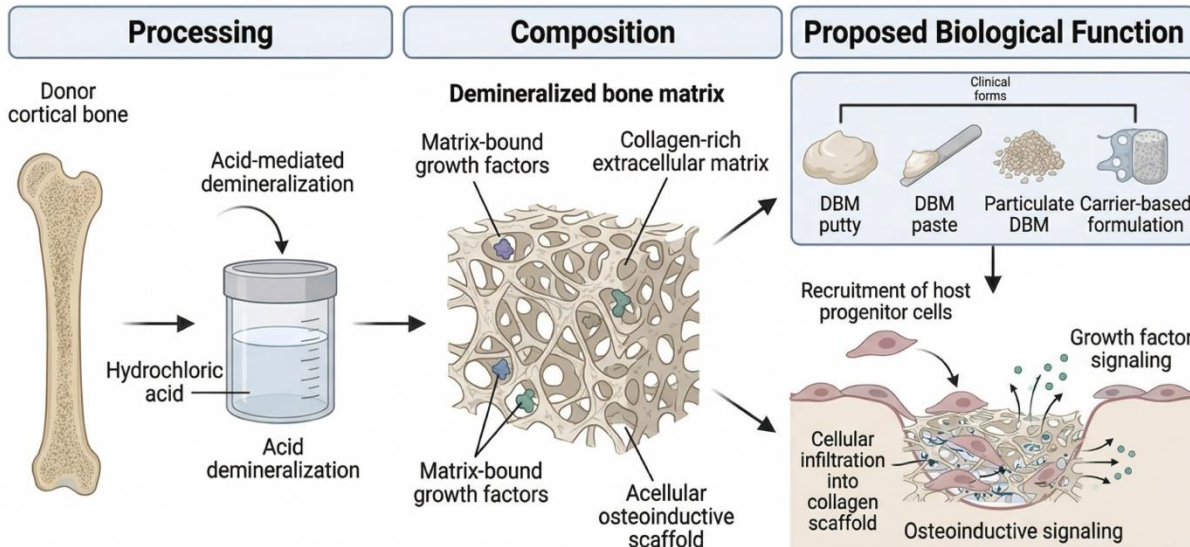 Processing
Composition
Proposed Biological Function
Donor
cortical bone
Acid-mediated
demineralization
Hydrochloric
acid
Acid
demineralization
Demineralized bone matrix
Matrix-bound
growth factors
Collagen-rich
extracellular matrix
Matrix-bound
growth factors
Acellular
osteoinductive
scaffold
Clinical
forms
DBM
putty
DBM
paste
Particulate
DBM
Carrier-based
formulation
Recruitment of host
progenitor cells
Growth factor
signaling
Cellular
infiltration
into
collagen
scaffold
Osteoinductive signaling